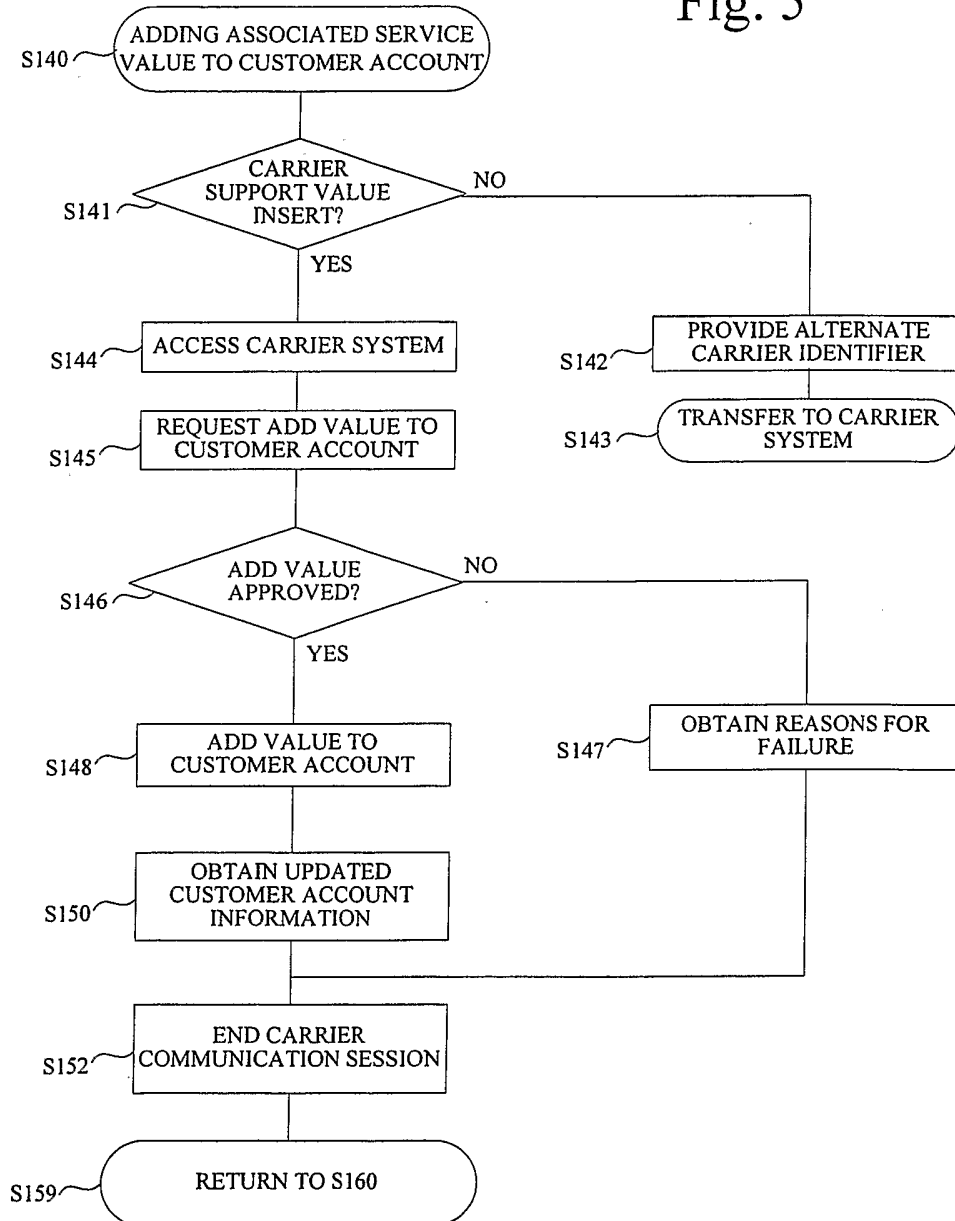 Fig. 5
ADDING ASSOCIATED SERVICE
VALUE TO CUSTOMER ACCOUNT
S140
CARRIER
SUPPORT VALUE
INSERT?
S141
NO
YES
ACCESS CARRIER SYSTEM
S144
PROVIDE ALTERNATE
CARRIER IDENTIFIER
S142
REQUEST ADD VALUE TO
CUSTOMER ACCOUNT
S145
TRANSFER TO CARRIER
SYSTEM
S143
ADD VALUE
APPROVED?
S146
NO
YES
ADD VALUE TO
CUSTOMER ACCOUNT
S148
OBTAIN REASONS FOR
FAILURE
S147
OBTAIN UPDATED
CUSTOMER ACCOUNT
INFORMATION
S150
END CARRIER
COMMUNICATION SESSION
S152
RETURN TO S160
S159